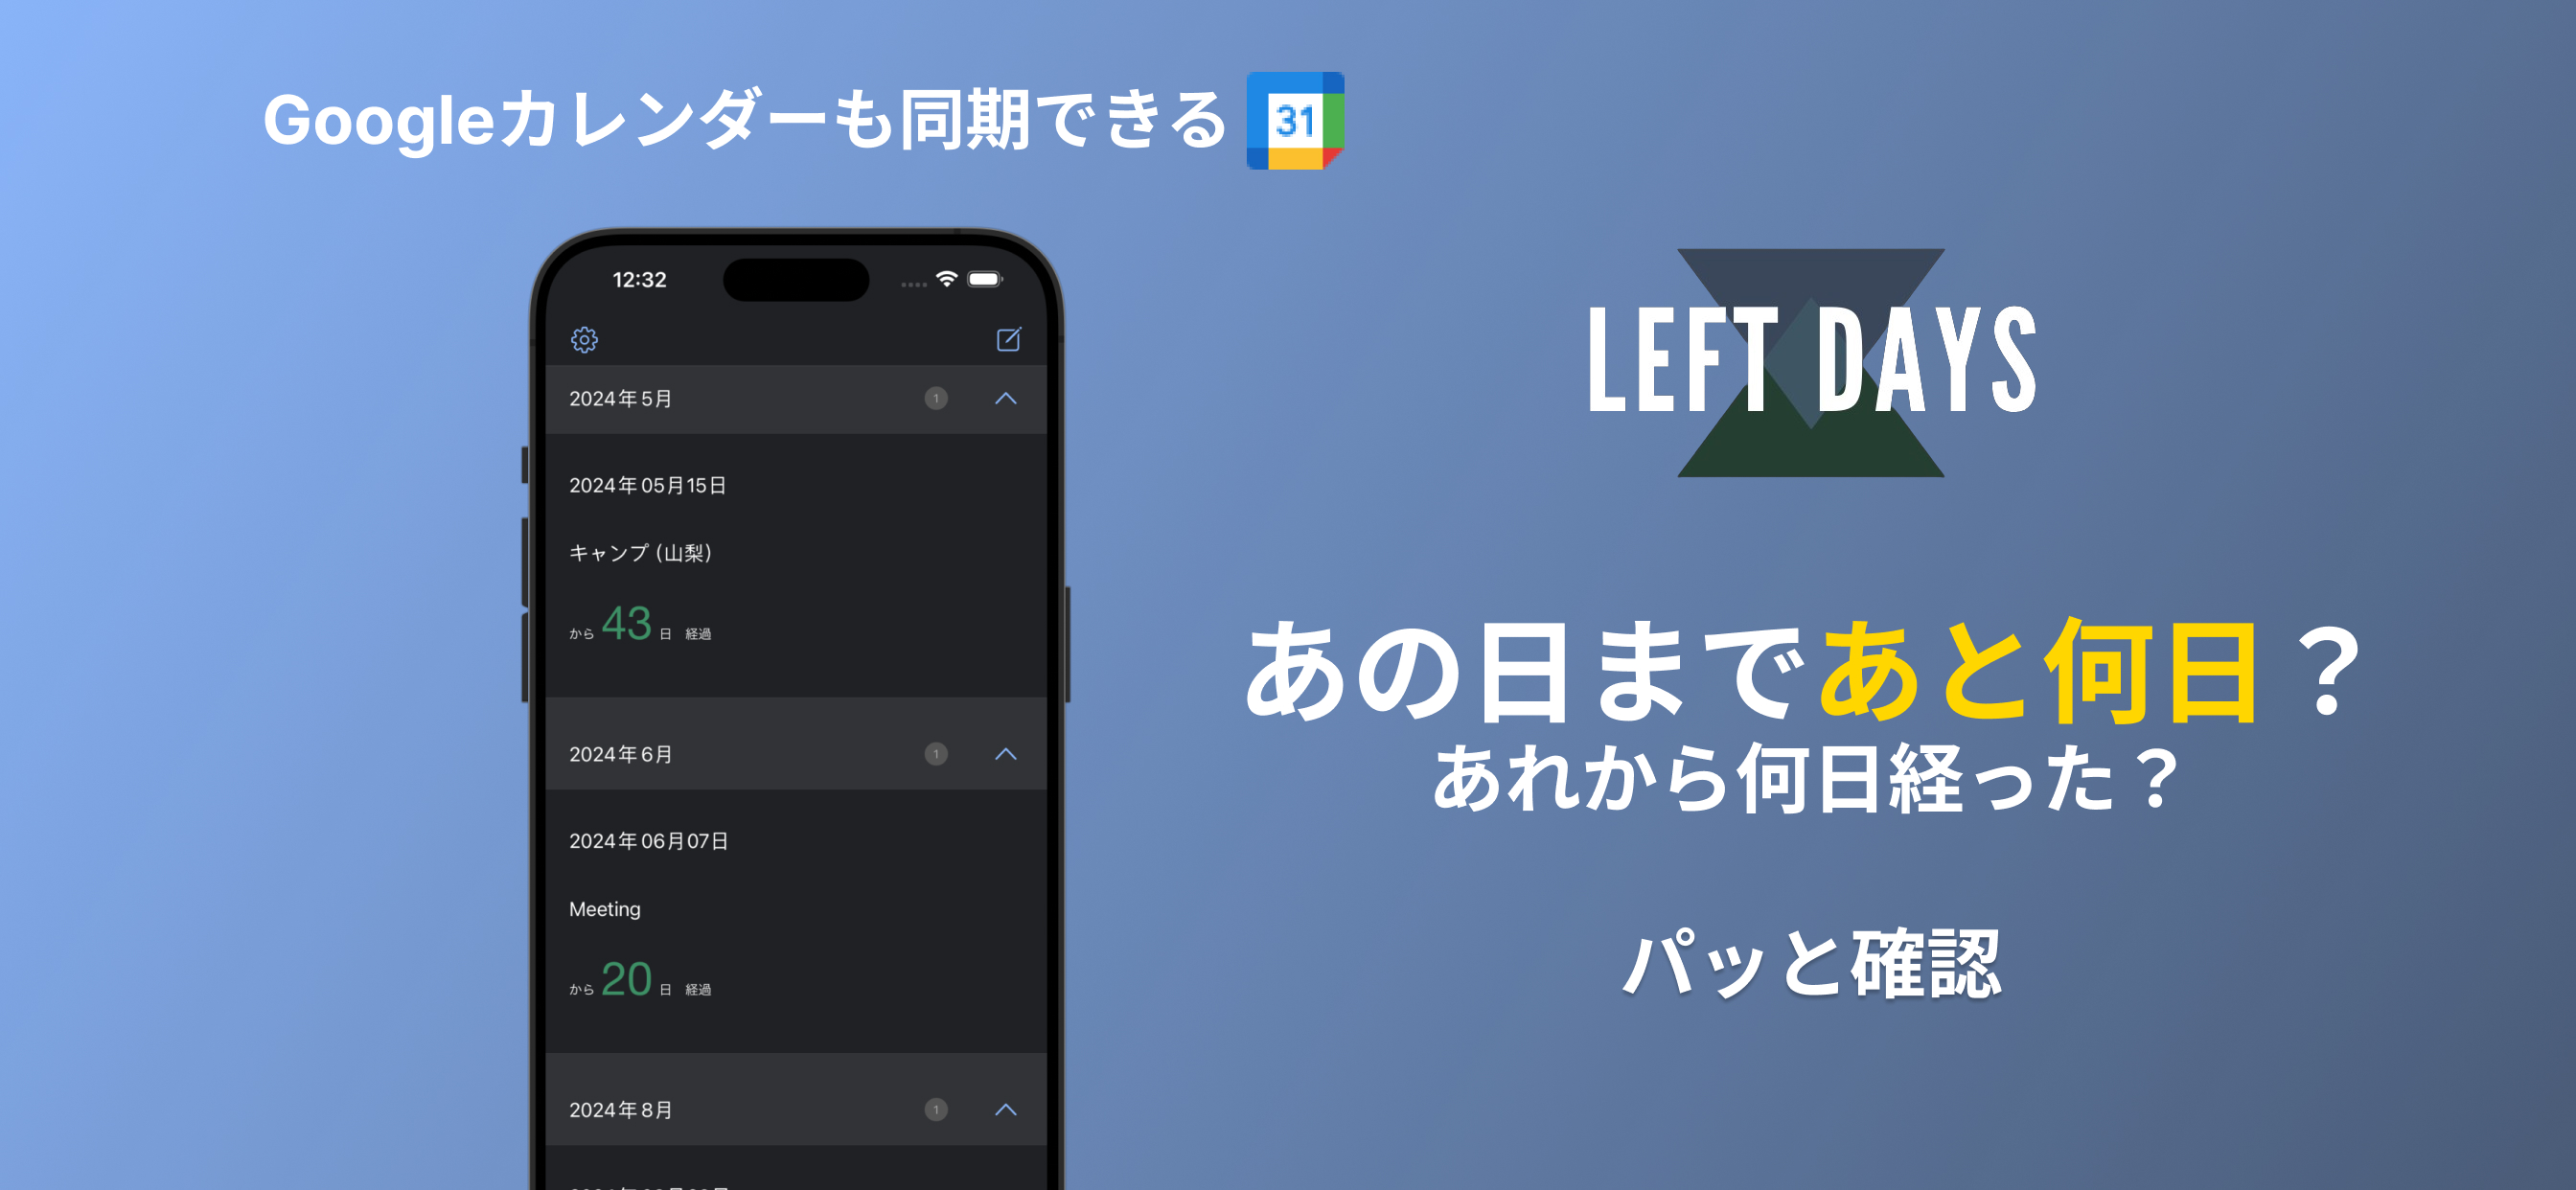 Googleカレンダーも同期できる
31
12:32
2024年5月
1
2024年05月15日
キャンプ (山梨)
から 43 日 経過
2024年6月
1
2024年06月07日
Meeting
から 20 日 経過
2024年8月
1
LEFT DAYS
あの日まであと何日？
あれから何日経った？
パッと確認